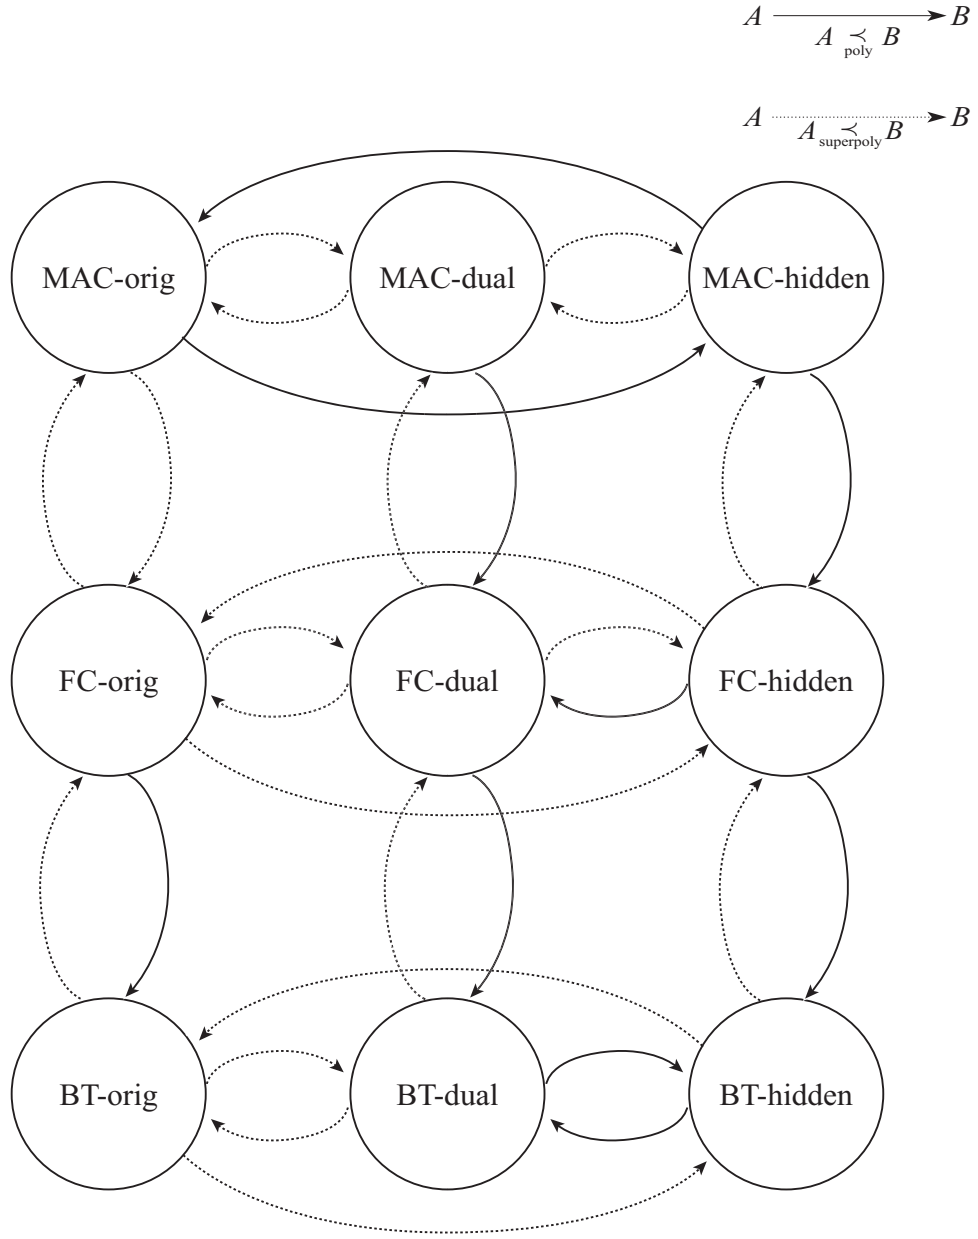 A B
A ≺ B
poly
A B
A ≺ B
superpoly
MAC-orig MAC-dual MAC-hidden
FC-orig FC-dual FC-hidden
BT-orig BT-dual BT-hidden